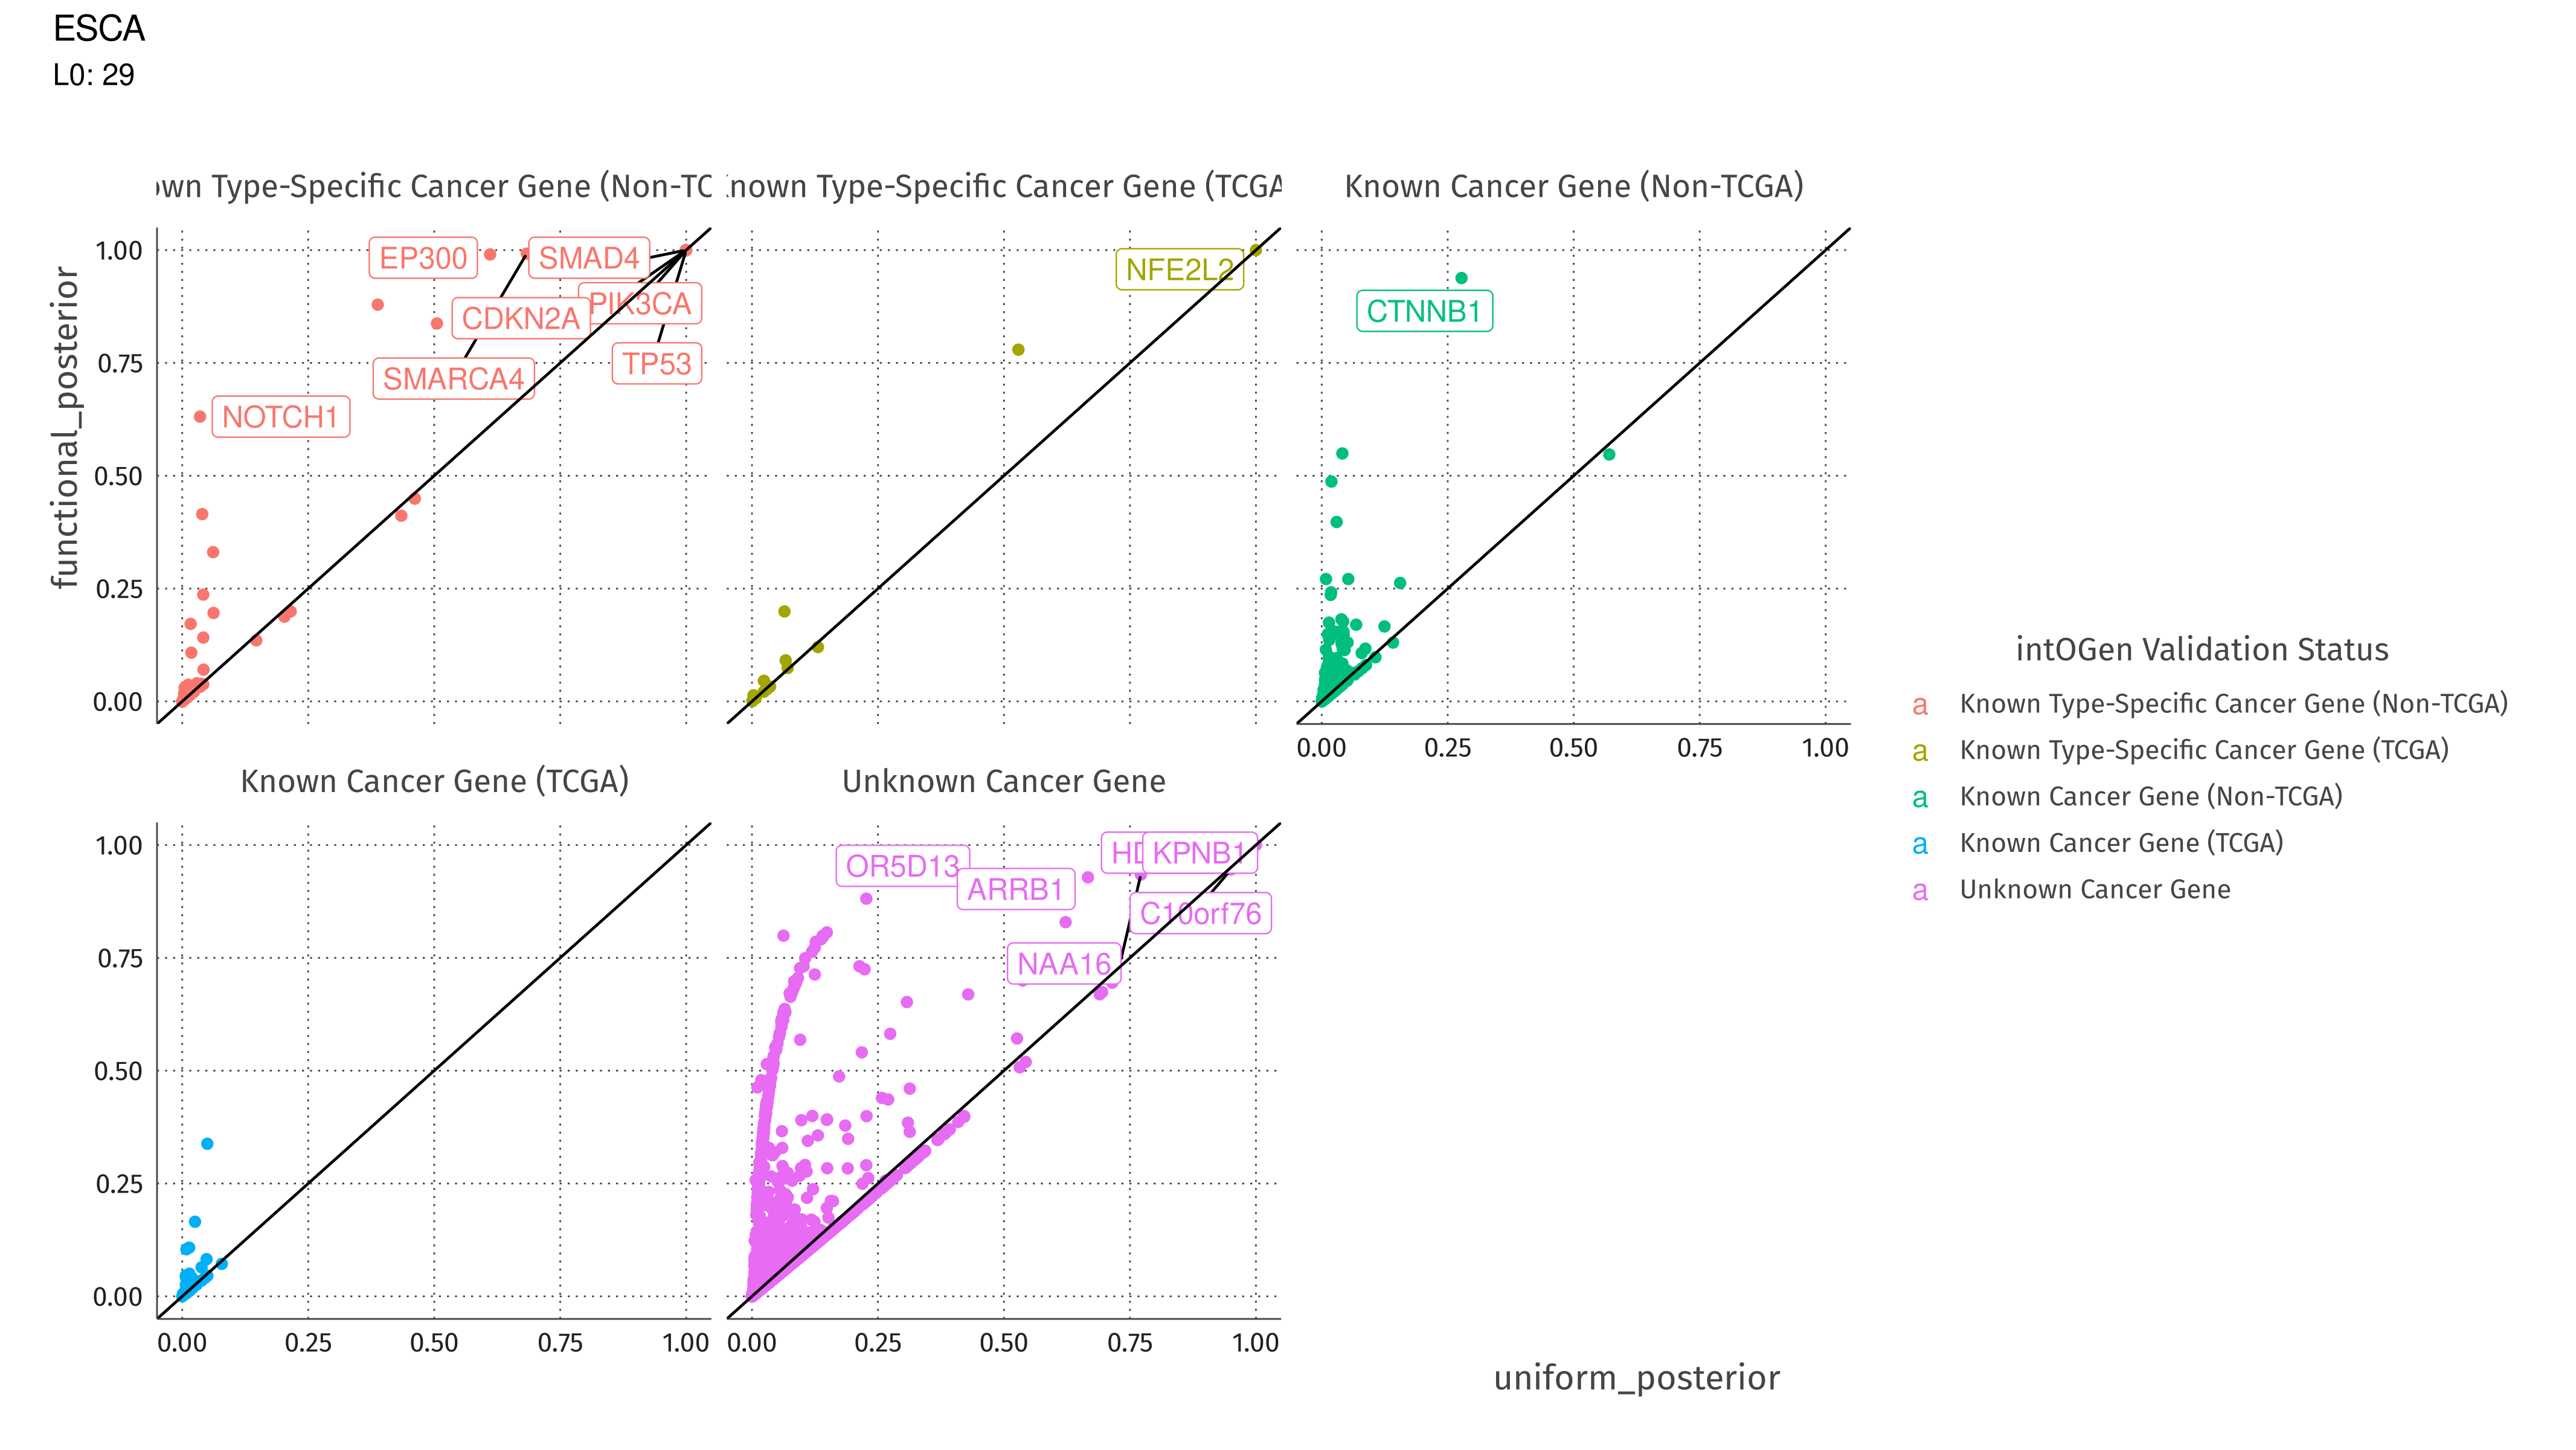 ESCA
L0: 29
own Type-Specific Cancer Gene (Non-TC
nown Type-Specific Cancer Gene (TCGA
Known Cancer Gene (Non-TCGA)
functional_posterior
1.00
0.75
0.50
0.25
0.00
EP300
SMAD4
PIK3CA
CDKN2A
TP53
SMARCA4
NOTCH1
NFE2L2
CTNNB1
0.00 0.25 0.50 0.75 1.00
Known Cancer Gene (TCGA)
Unknown Cancer Gene
1.00
0.75
0.50
0.25
0.00
OR5D13
ARRB1
KPNB1
C10orf76
NAA16
0.00 0.25 0.50 0.75 1.00
0.00 0.25 0.50 0.75 1.00
uniform_posterior
intOGen Validation Status
a Known Type-Specific Cancer Gene (Non-TCGA)
a Known Type-Specific Cancer Gene (TCGA)
a Known Cancer Gene (Non-TCGA)
a Known Cancer Gene (TCGA)
a Unknown Cancer Gene